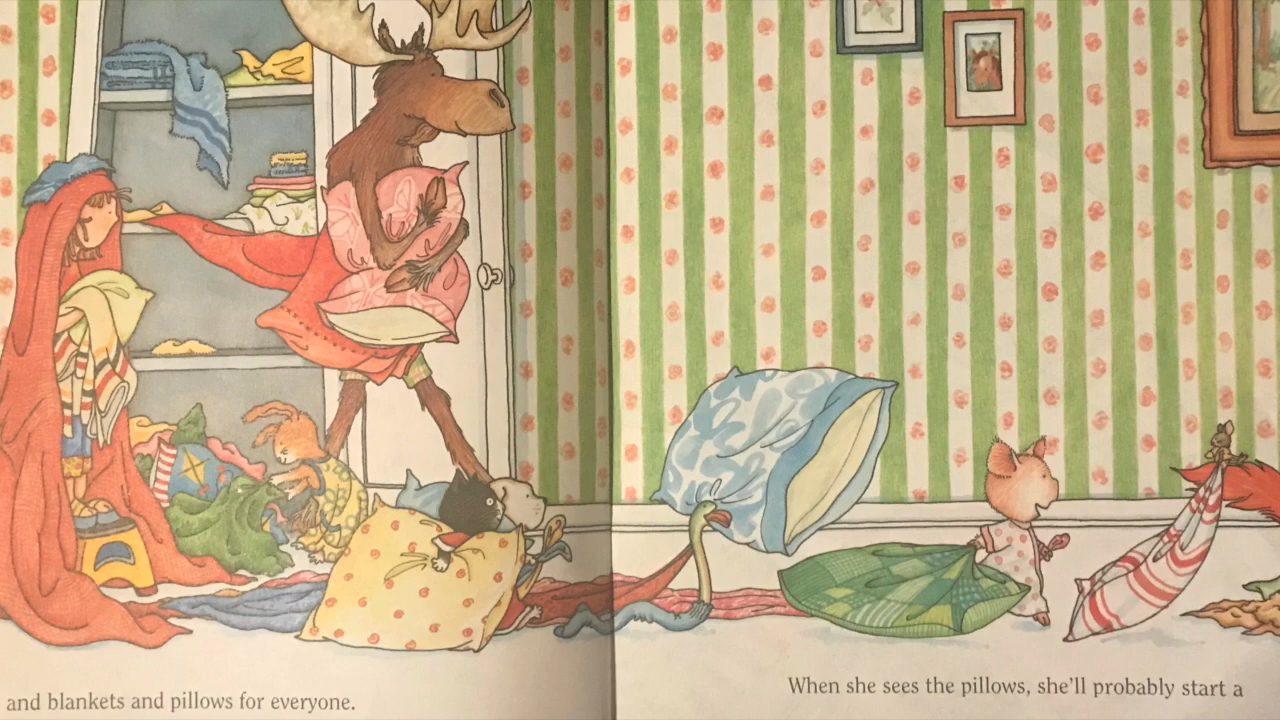 and blankets and pillows for everyone.
When she sees the pillows, she'll probably start a